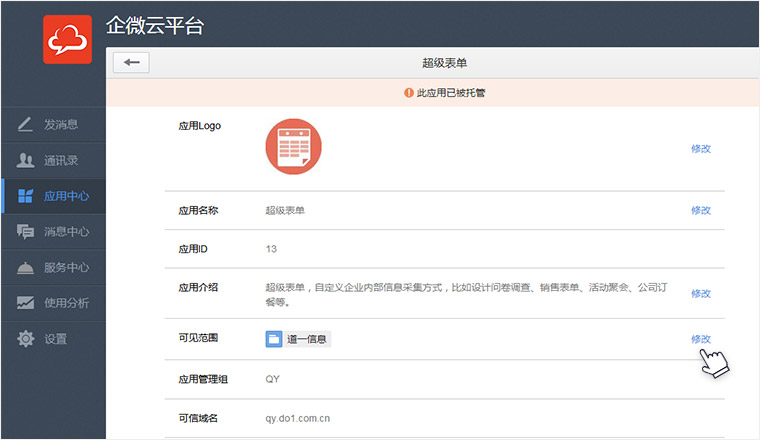 企微云平台
超级表单
此应用已被托管
发消息
通讯录
应用中心
消息中心
服务中心
使用分析
设置
应用Logo
修改
应用名称 超级表单 修改
应用ID 13
应用介绍 超级表单，自定义企业内部信息采集方式，比如设计问卷调查、销售表单、活动聚会、公司订 修改
餐等。
可见范围 道一信息 修改
应用管理组 QY
可信域名 qy.do1.com.cn